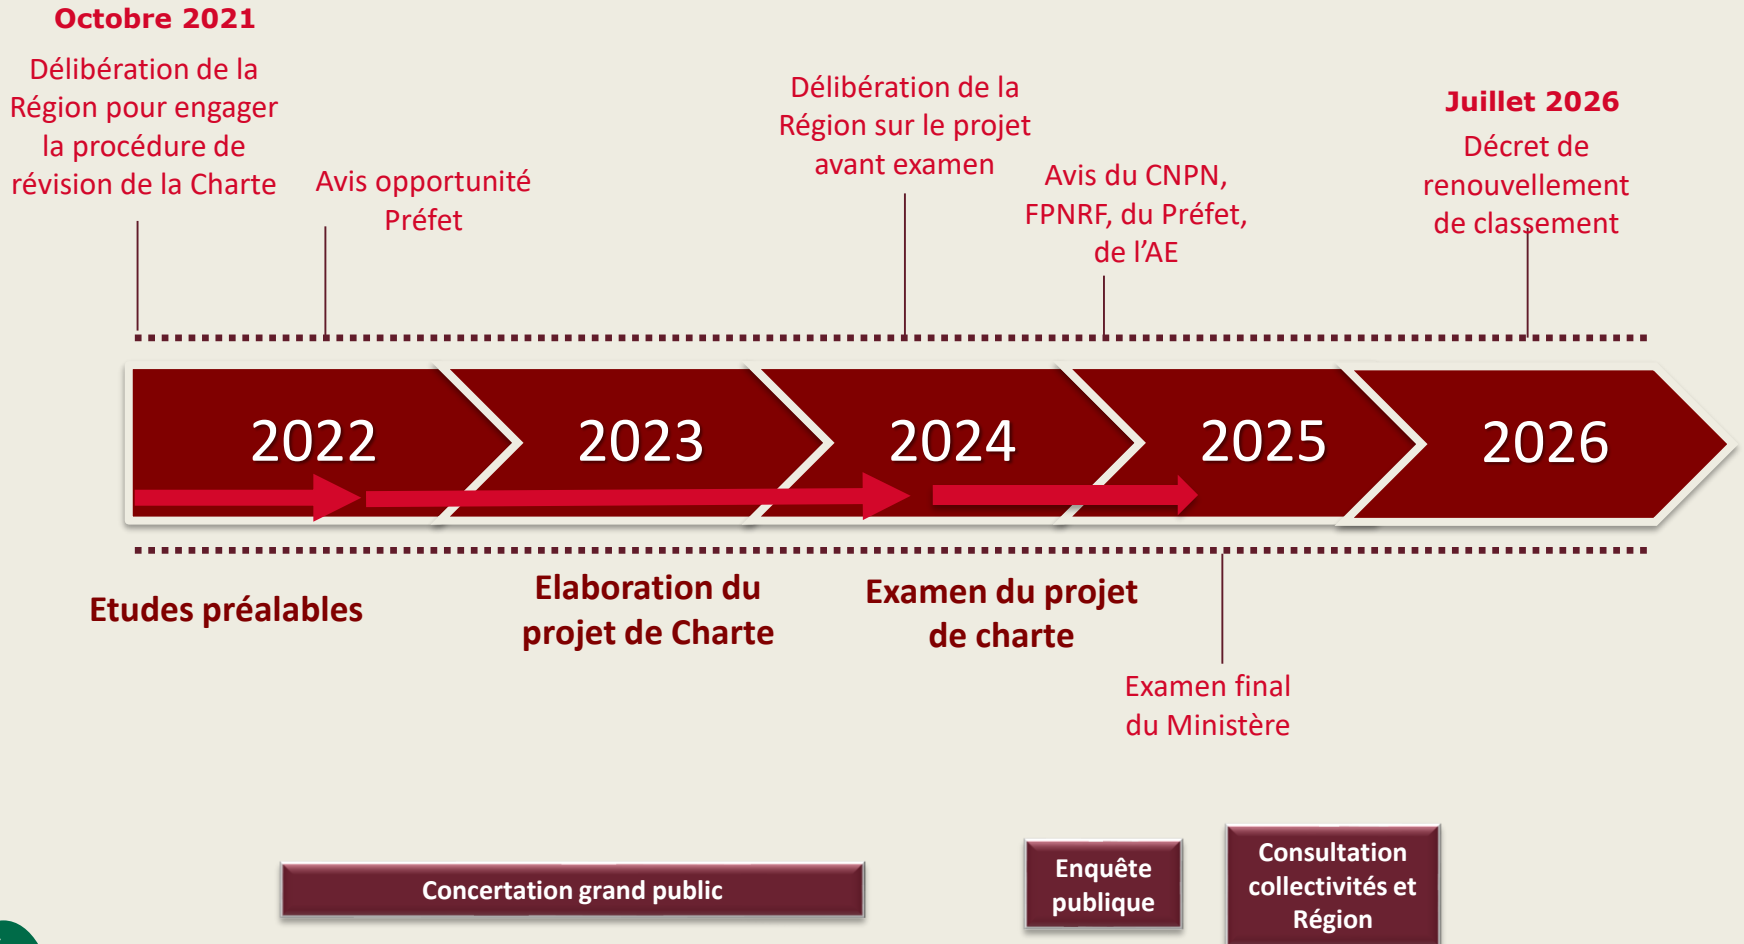 Octobre 2021
Délibération de la
Région pour engager
la procédure de
révision de la Charte
Avis opportunité
Préfet
Délibération de la
Région sur le projet
avant examen
Avis du CNPN,
FPNRF, du Préfet,
de l’AE
Juillet 2026
Décret de
renouvellement
de classement
2022
2023
2024
2025
2026
Etudes préalables
Elaboration du
projet de Charte
Examen du projet
de charte
Examen final
du Ministère
Concertation grand public
Enquête
publique
Consultation
collectivités et
Région